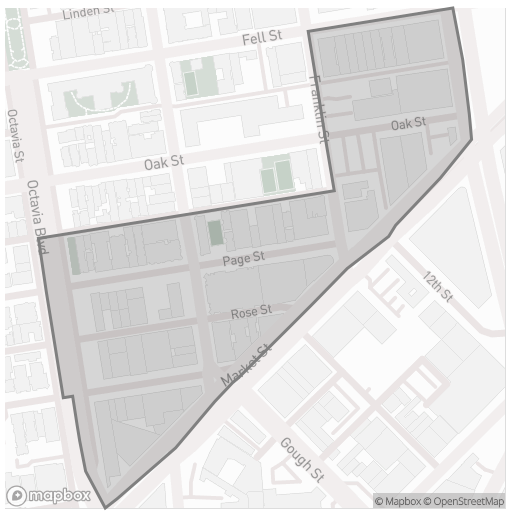 Linden St
Fell St
Franklin St
Oak St
Octavia St
Oak St
Octavia Blvd
Page St
12th St
Rose St
Market St
Gough St
mapbox
© Mapbox © OpenStreetMap